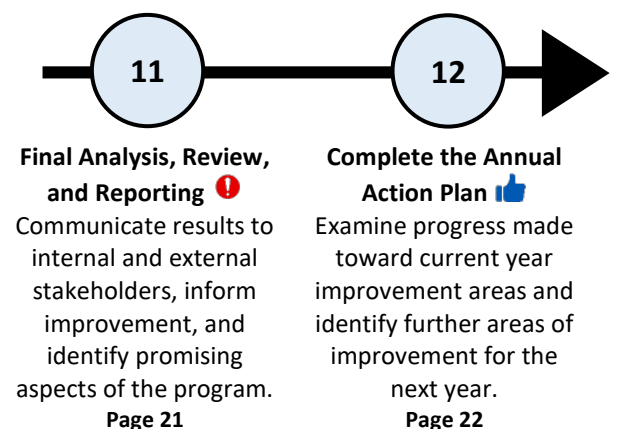 11
12
Final Analysis, Review,
and Reporting
Communicate results to
internal and external
stakeholders, inform
improvement, and
identify promising
aspects of the program.
Page 21
Complete the Annual
Action Plan
Examine progress made
toward current year
improvement areas and
identify further areas of
improvement for the
next year.
Page 22